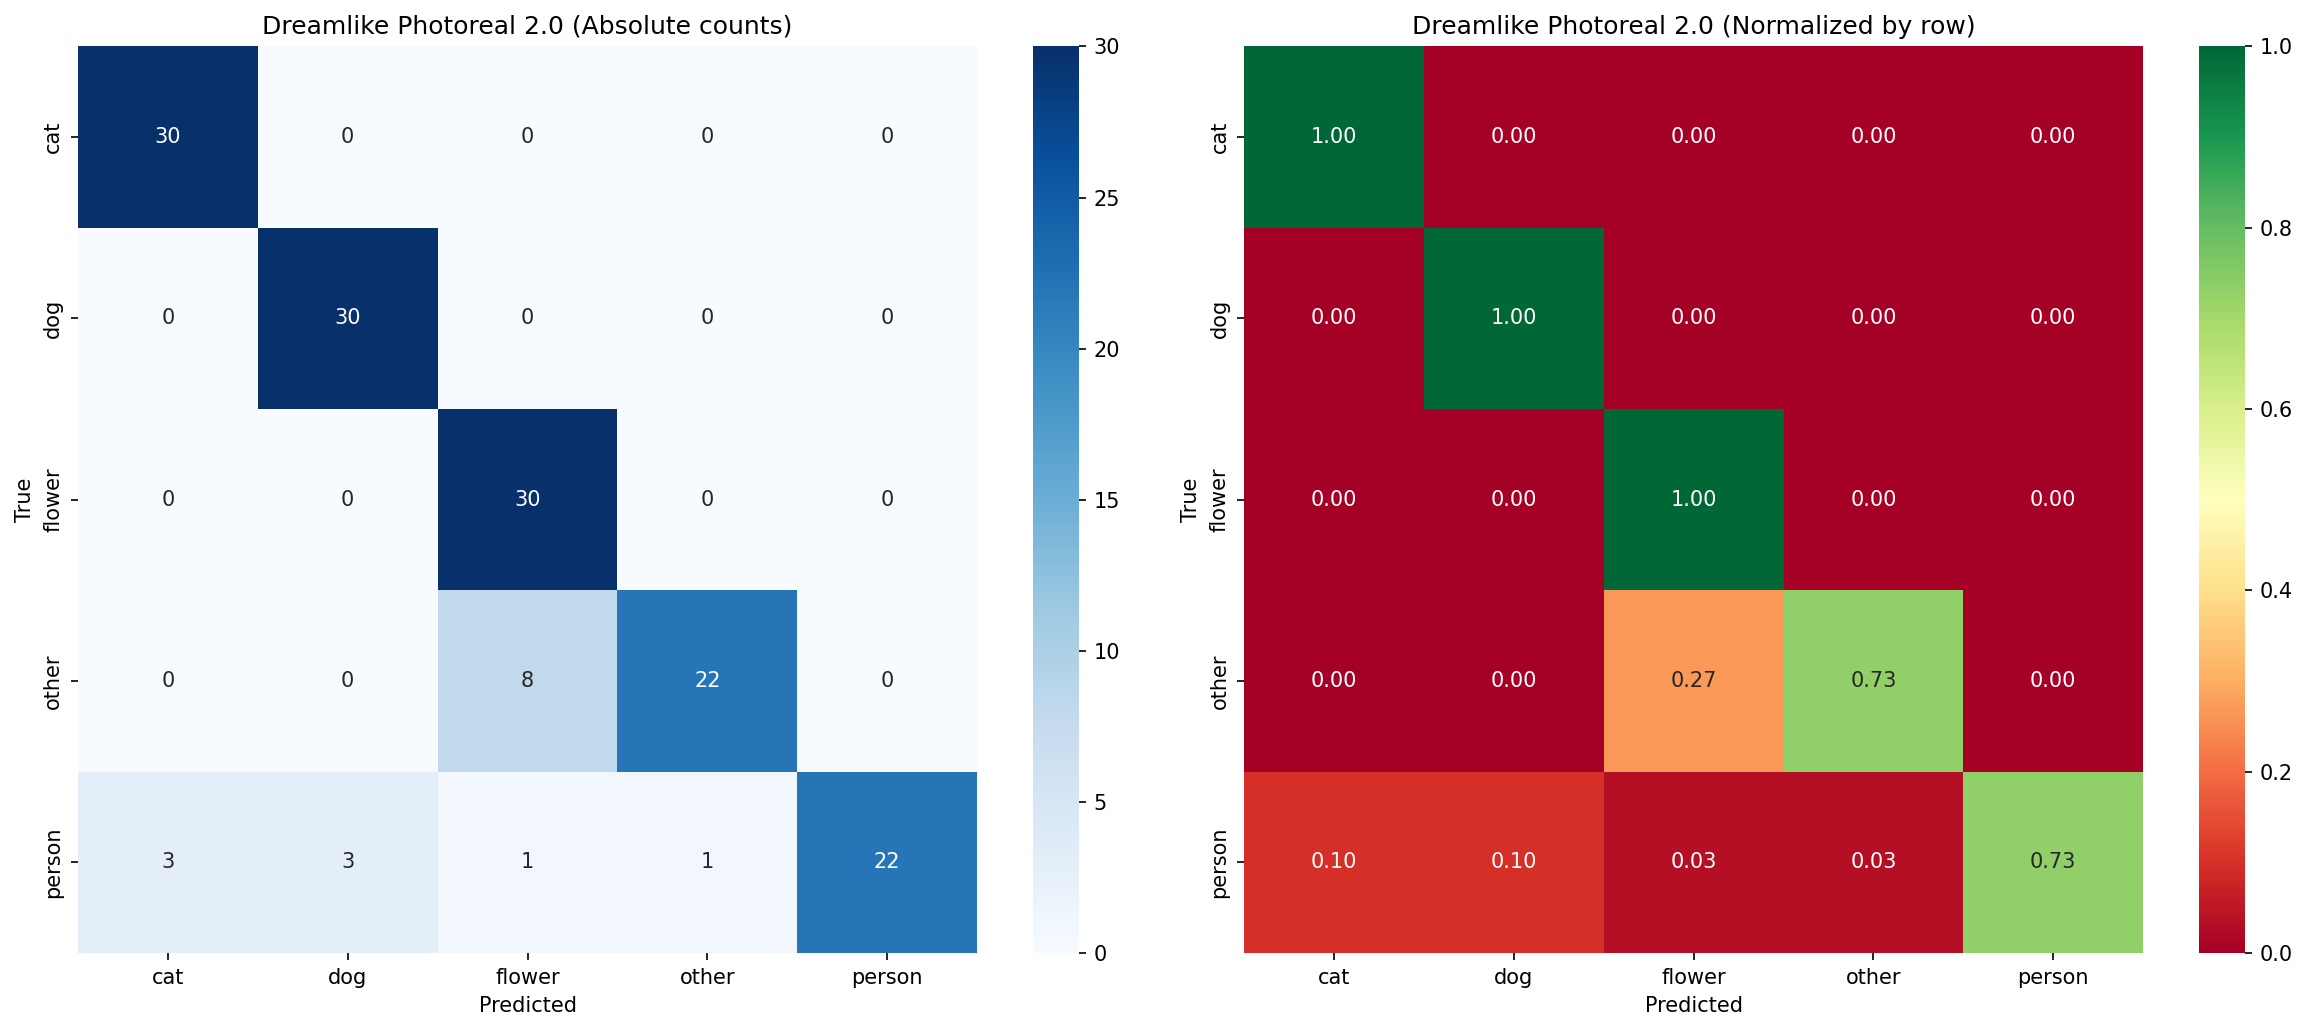 Dreamlike Photoreal 2.0 (Absolute counts)
cat 30 0 0 0 0
dog 0 30 0 0 0
flower 0 0 30 0 0
other 0 0 8 22 0
person 3 3 1 1 22
True
cat dog flower other person
Predicted
30
25
20
15
10
5
0
Dreamlike Photoreal 2.0 (Normalized by row)
cat 1.00 0.00 0.00 0.00 0.00
dog 0.00 1.00 0.00 0.00 0.00
flower 0.00 0.00 1.00 0.00 0.00
other 0.00 0.00 0.27 0.73 0.00
person 0.10 0.10 0.03 0.03 0.73
True
cat dog flower other person
Predicted
1.0
0.8
0.6
0.4
0.2
0.0